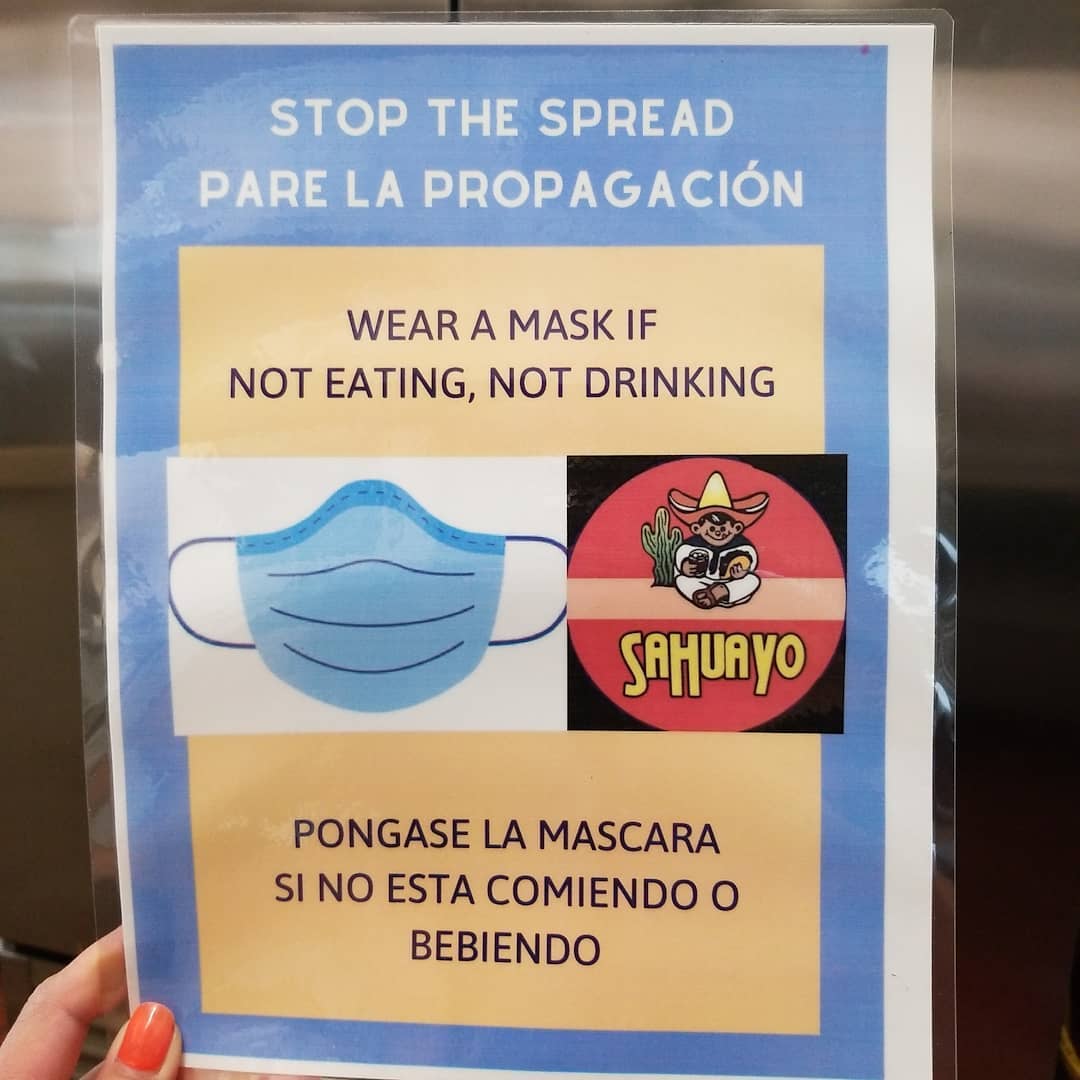 STOP THE SPREAD
PARE LA PROPAGACIÓN
WEAR A MASK IF
NOT EATING, NOT DRINKING
SAHUAYO
PONGASE LA MASCARA
SI NO ESTA COMIENDO O
BEBIENDO